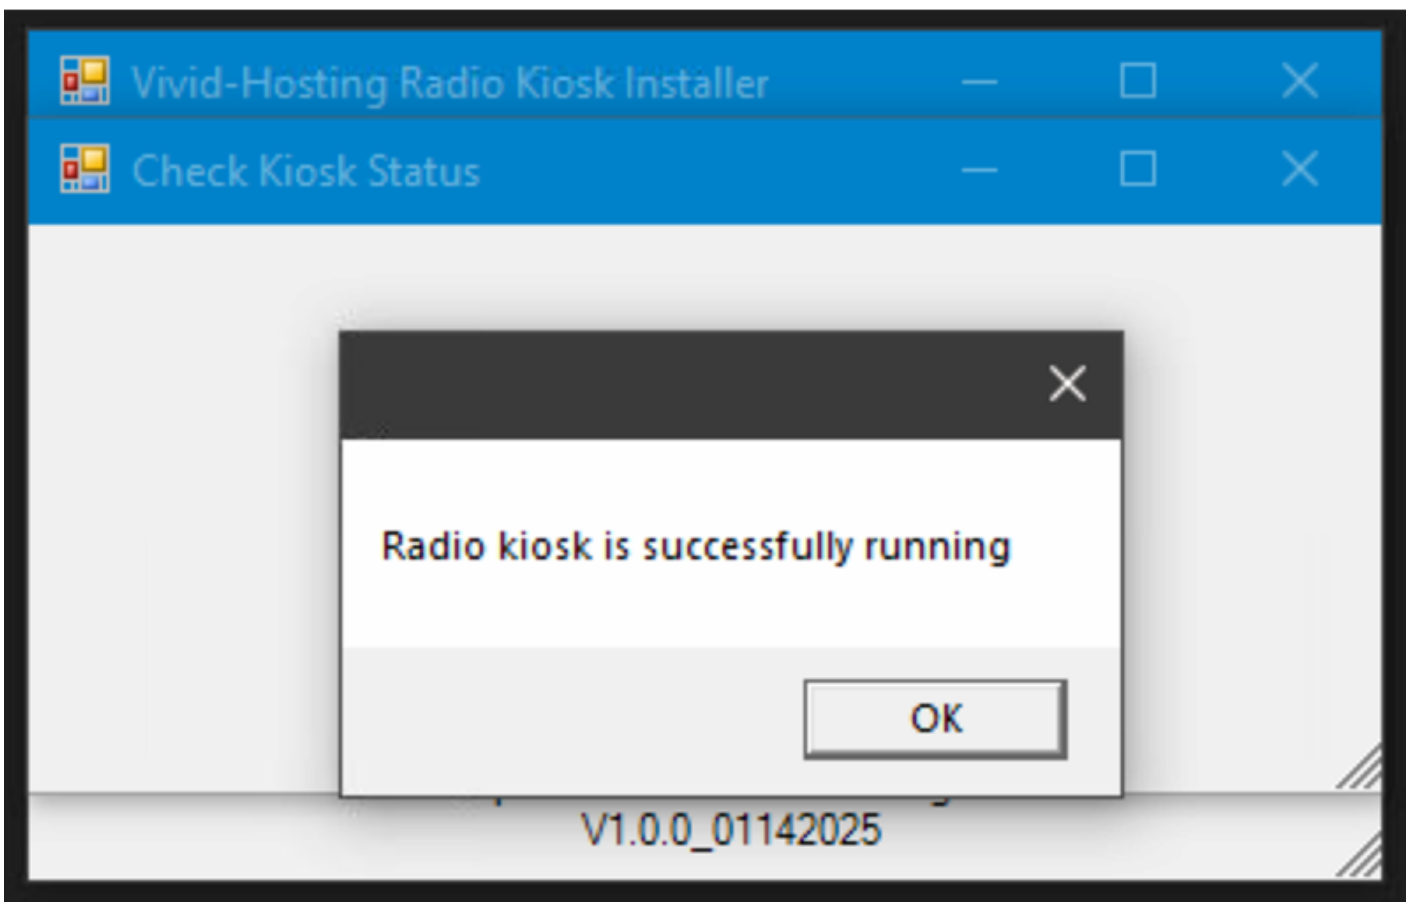 Vivid-Hosting Radio Kiosk Installer
Check Kiosk Status
Radio kiosk is successfully running
OK
V1.0.0_01142025